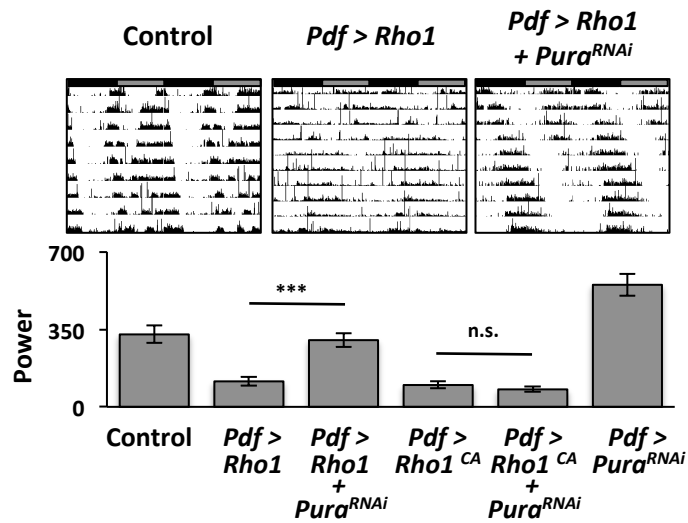 Control
Pdf > Rho1
Pdf > Rho1
+ Pura^RNAi
700
350
0
Power
***
n.s.
Control
Pdf >
Rho1
Pdf >
Rho1
+
Pura^RNAi
Pdf >
Rho1 ^CA
Pdf >
Rho1 ^CA
+ Pura^RNAi
Pdf >
Pura^RNAi